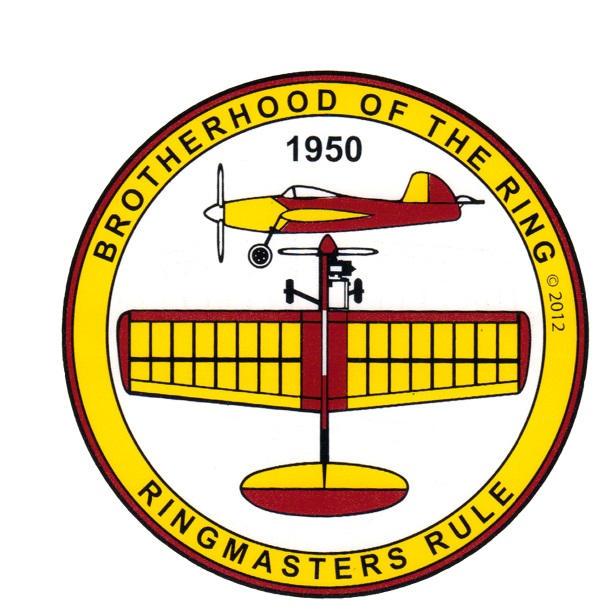 BROTHERHOOD OF THE RING
1950
© 2012
RINGMASTERS RULE